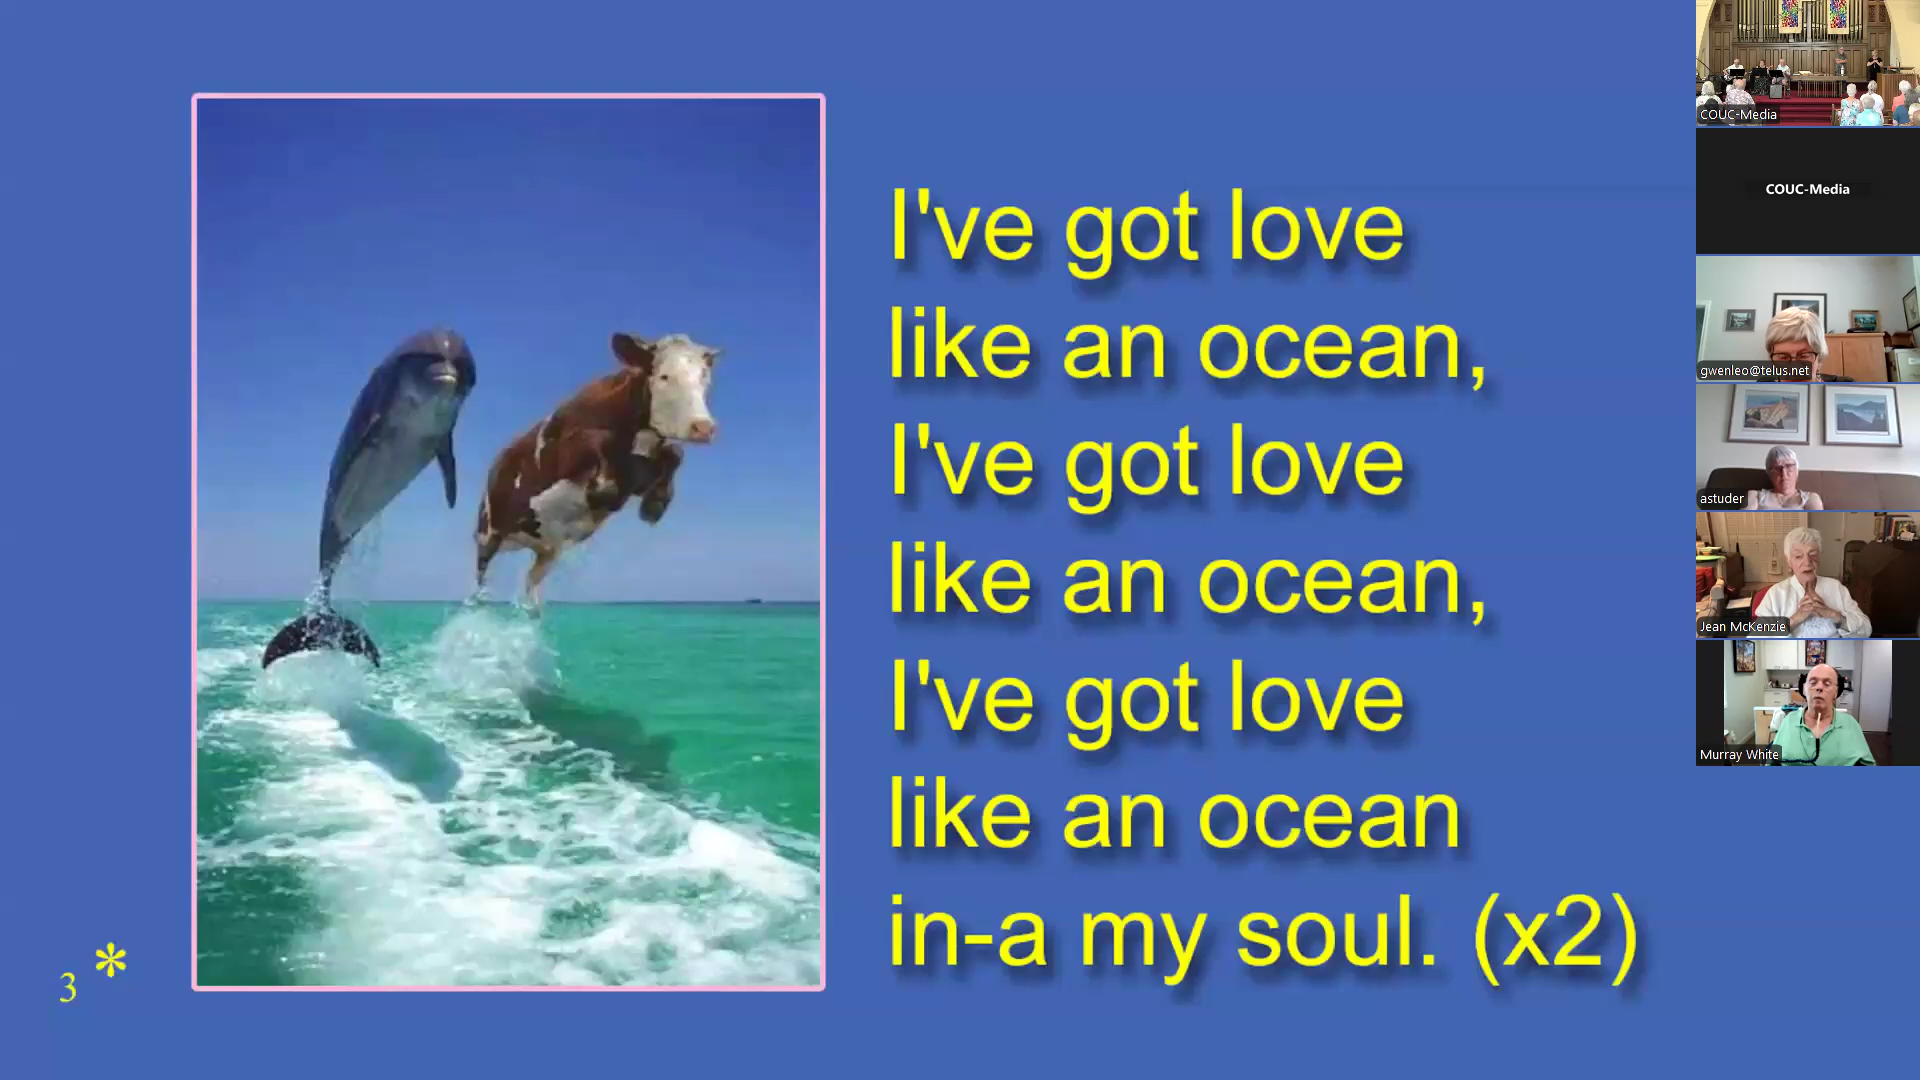 I've got love
like an ocean,
I've got love
like an ocean,
I've got love
like an ocean
in-a my soul. (x2)
3 *
COUC-Media
COUC-Media
gwenleo@telus.net
astuder
Jean McKenzie
Murray White